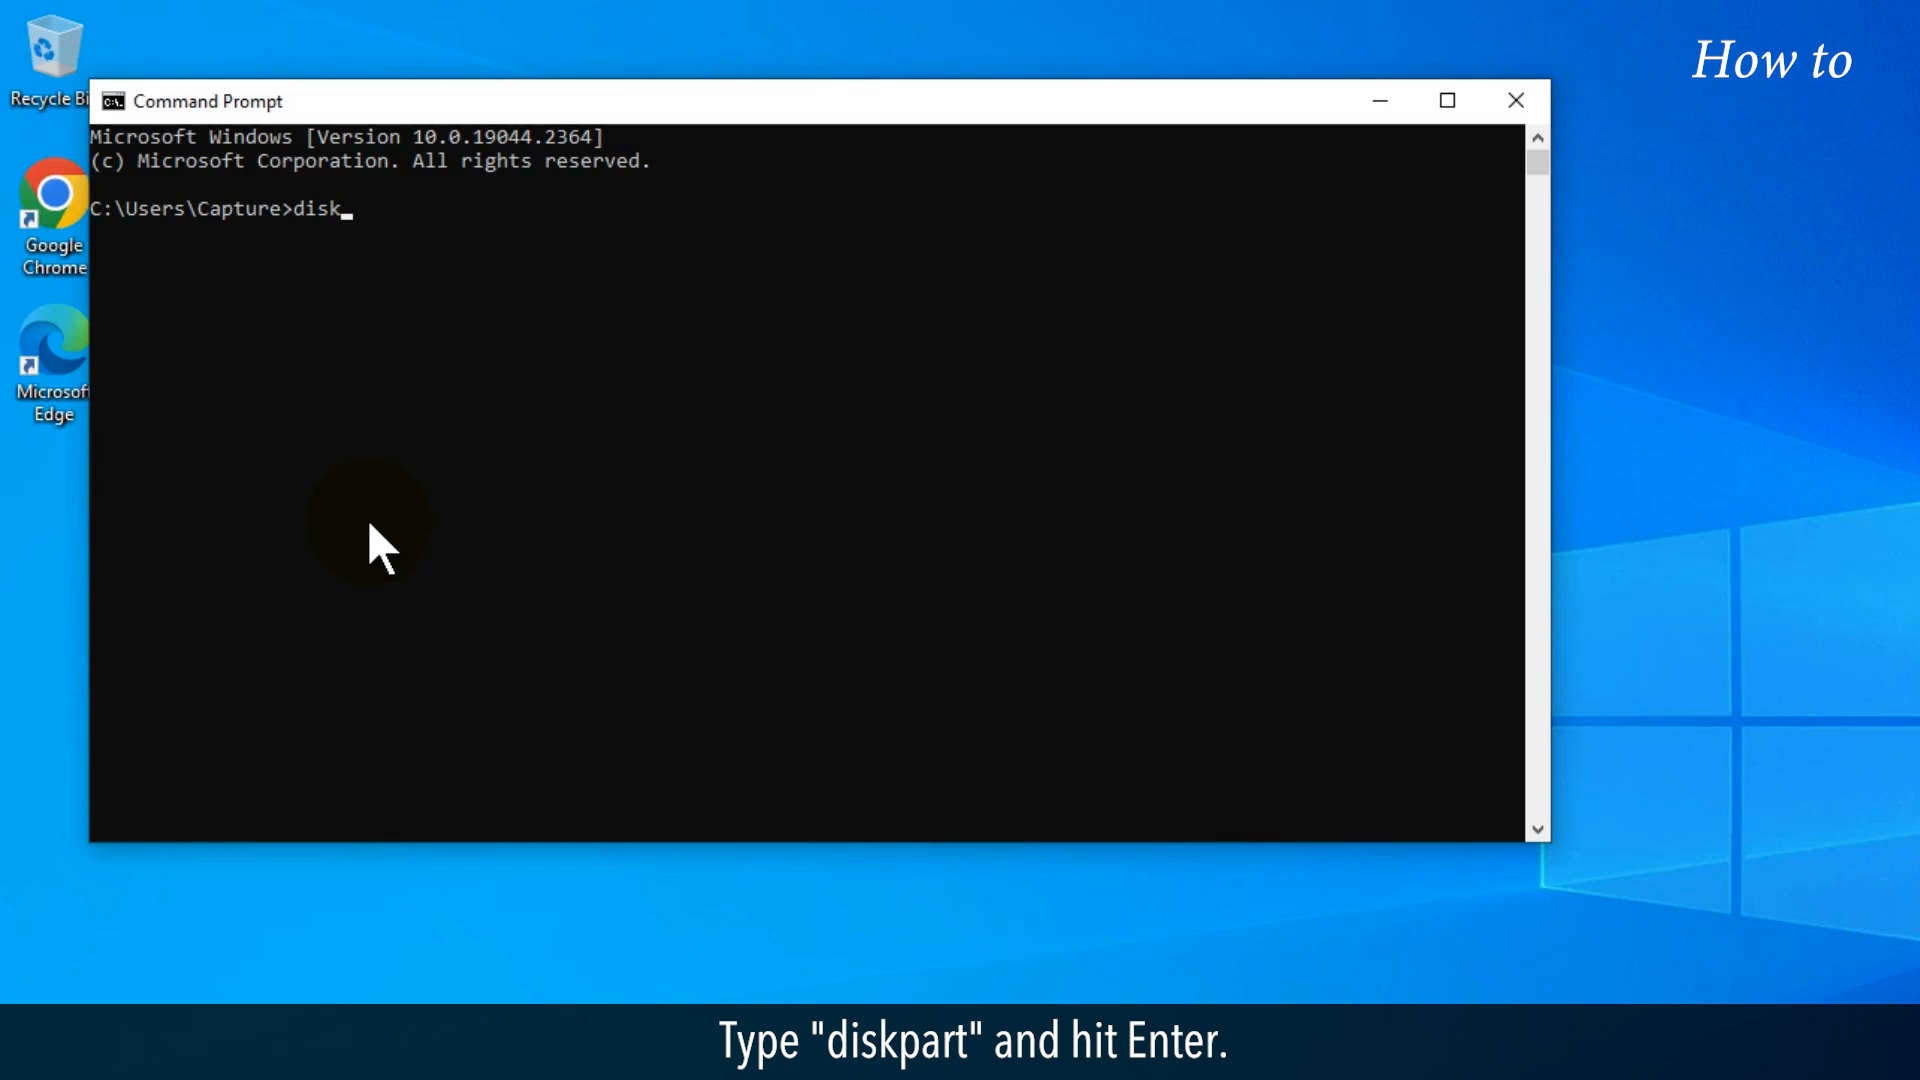 How to
Recycle Bi
Command Prompt
Microsoft Windows [Version 10.0.19044.2364]
(c) Microsoft Corporation. All rights reserved.
C:\Users\Capture>disk_
Google
Chrome
Microsof
Edge
Type "diskpart" and hit Enter.